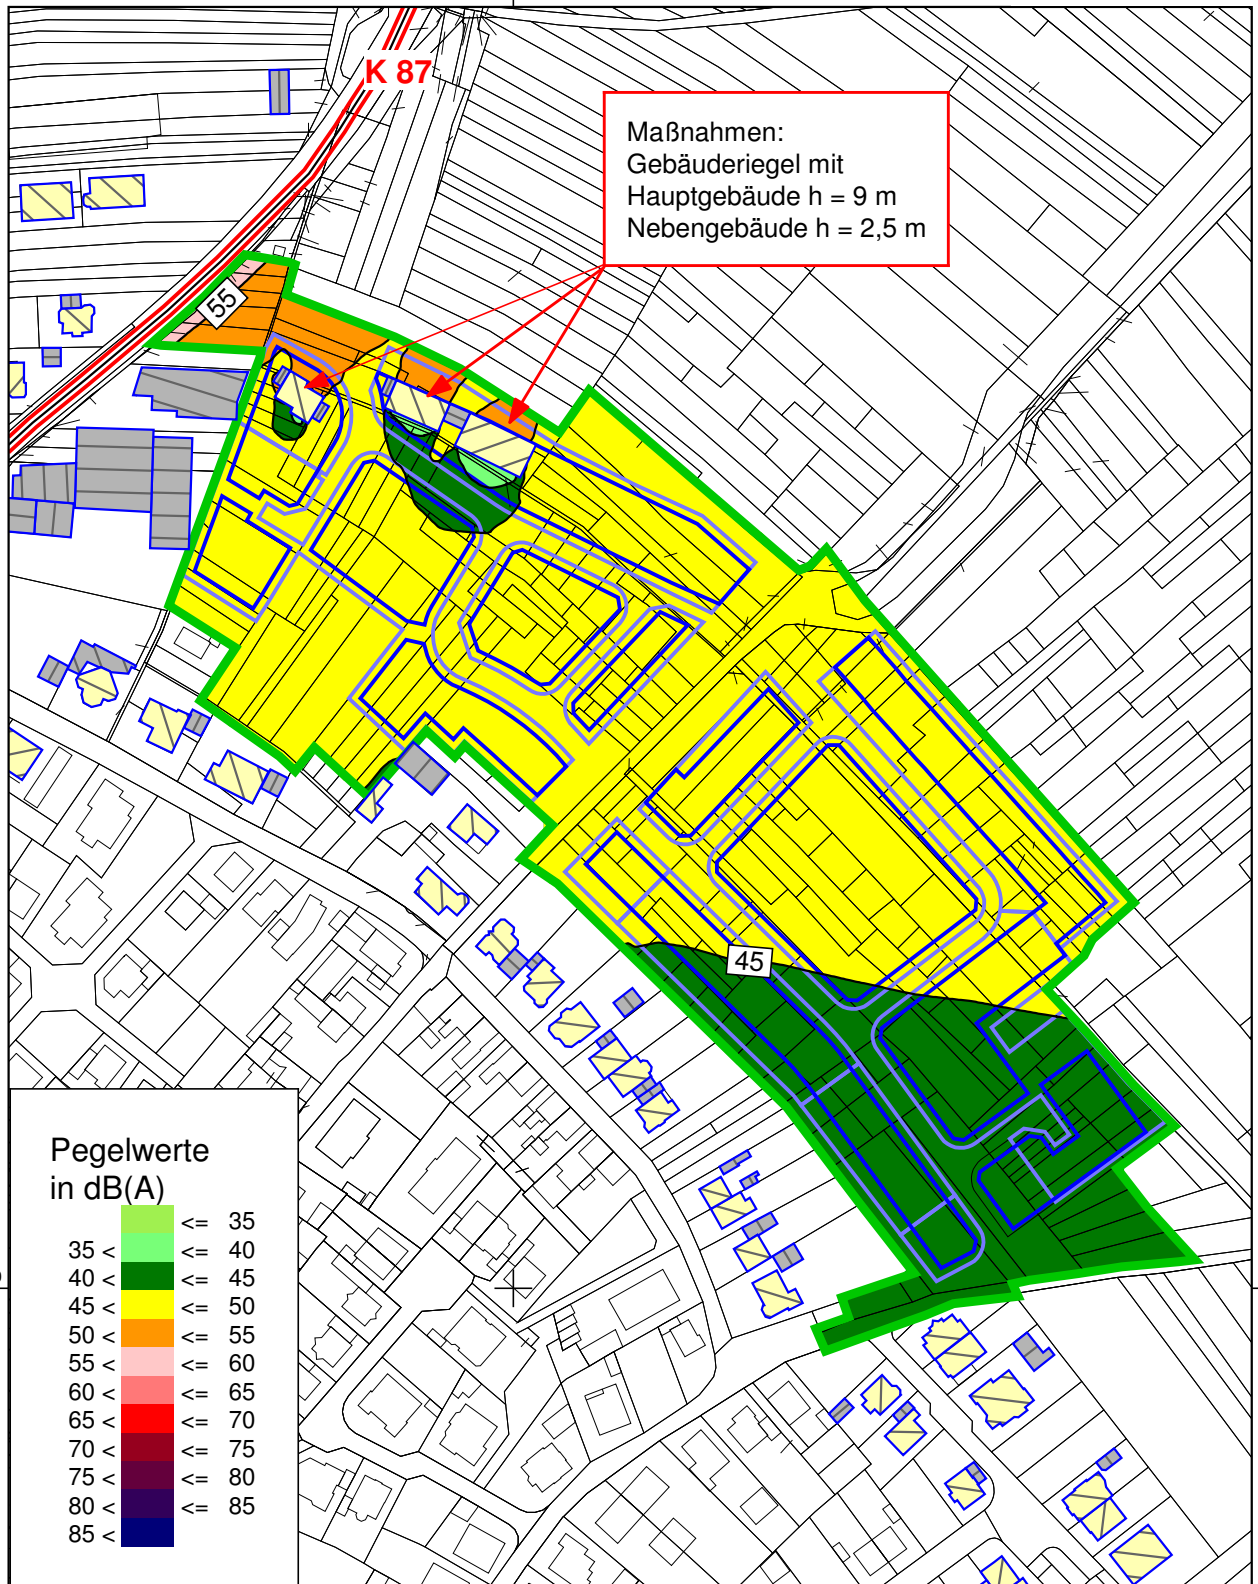 K 87
Maßnahmen:
Gebäuderiegel mit
Hauptgebäude h = 9 m
Nebengebäude h = 2,5 m
55
45
Pegelwerte
in dB(A)
<= 35
35 < <= 40
40 < <= 45
45 < <= 50
50 < <= 55
55 < <= 60
60 < <= 65
65 < <= 70
70 < <= 75
75 < <= 80
80 < <= 85
85 <